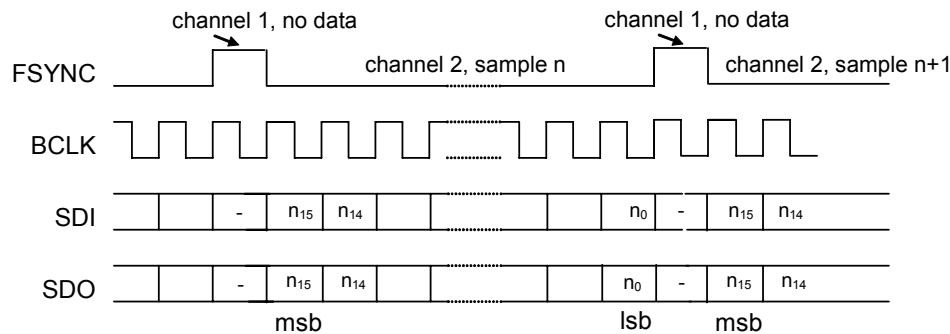 channel 1, no data channel 1, no data
FSYNC channel 2, sample n channel 2, sample n+1
BCLK
SDI - n15 n14 n0 - n15 n14
SDO - n15 n14 n0 - n15 n14
msb lsb msb